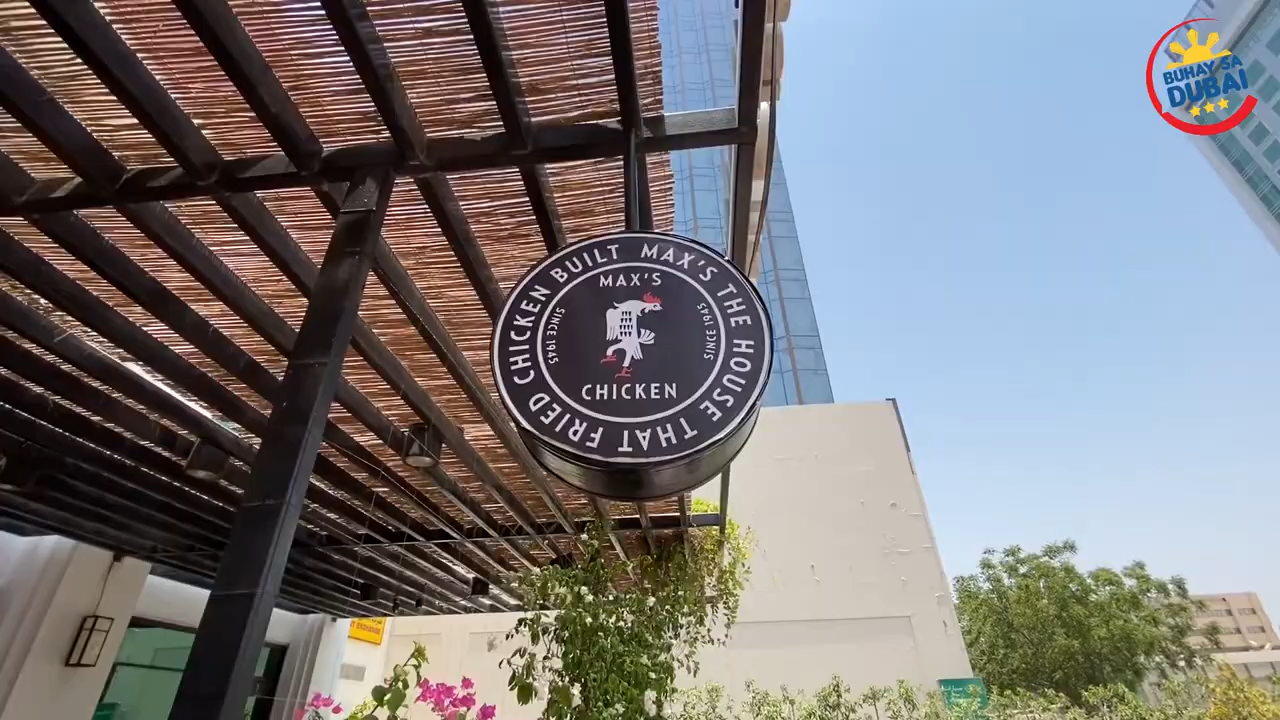 BUHAY SA
DUBAI
MAX'S THE HOUSE THAT FRIED CHICKEN BUILT
MAX'S
SINCE 1945
SINCE 1945
CHICKEN